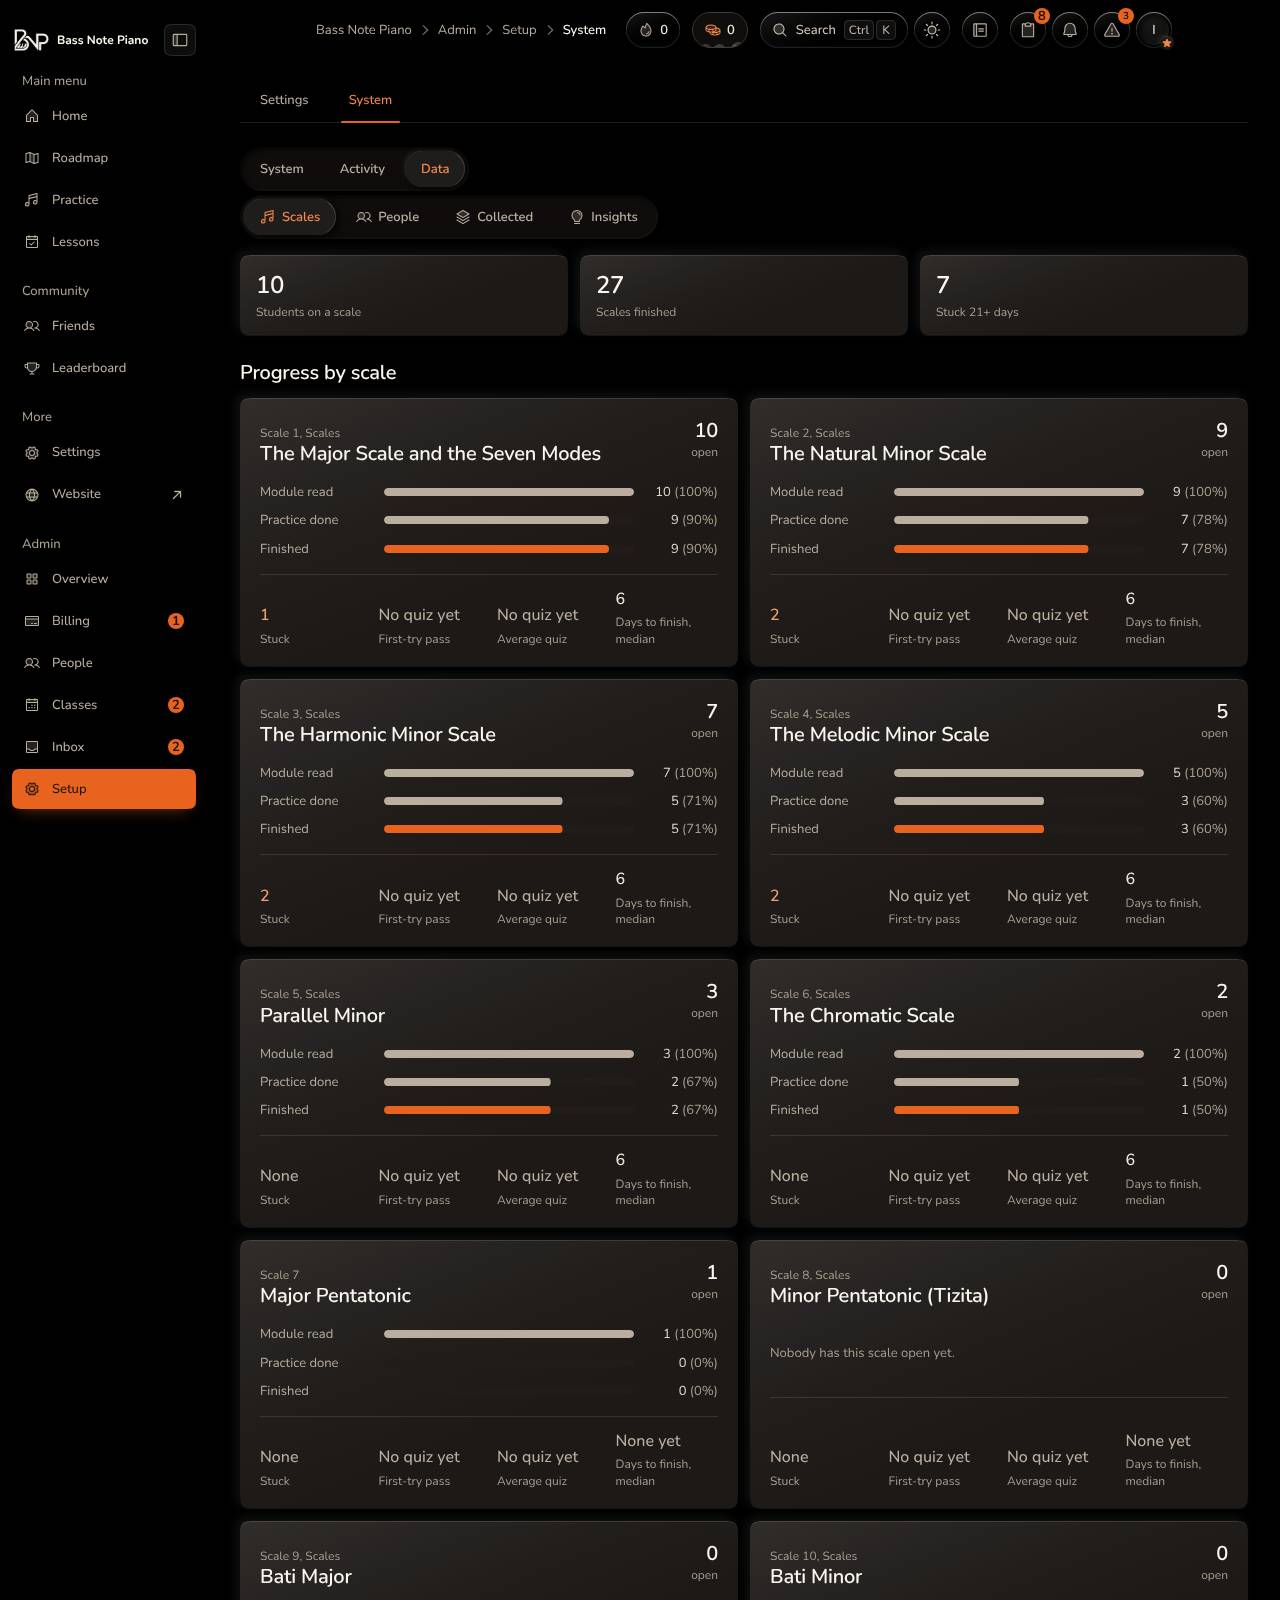 BNP Bass Note Piano
Main menu
Home
Roadmap
Practice
Lessons
Community
Friends
Leaderboard
More
Settings
Website
Admin
Overview
Billing 1
People
Classes 2
Inbox 2
Setup
Bass Note Piano > Admin > Setup > System
0
0
Search Ctrl K
8
3
I
Settings System
System Activity Data
Scales People Collected Insights
10
Students on a scale
27
Scales finished
7
Stuck 21+ days
Progress by scale
Scale 1, Scales
The Major Scale and the Seven Modes
10
open
Module read 10 (100%)
Practice done 9 (90%)
Finished 9 (90%)
1
Stuck
No quiz yet
First-try pass
No quiz yet
Average quiz
6
Days to finish,
median
Scale 2, Scales
The Natural Minor Scale
9
open
Module read 9 (100%)
Practice done 7 (78%)
Finished 7 (78%)
2
Stuck
No quiz yet
First-try pass
No quiz yet
Average quiz
6
Days to finish,
median
Scale 3, Scales
The Harmonic Minor Scale
7
open
Module read 7 (100%)
Practice done 5 (71%)
Finished 5 (71%)
2
Stuck
No quiz yet
First-try pass
No quiz yet
Average quiz
6
Days to finish,
median
Scale 4, Scales
The Melodic Minor Scale
5
open
Module read 5 (100%)
Practice done 3 (60%)
Finished 3 (60%)
2
Stuck
No quiz yet
First-try pass
No quiz yet
Average quiz
6
Days to finish,
median
Scale 5, Scales
Parallel Minor
3
open
Module read 3 (100%)
Practice done 2 (67%)
Finished 2 (67%)
None
Stuck
No quiz yet
First-try pass
No quiz yet
Average quiz
6
Days to finish,
median
Scale 6, Scales
The Chromatic Scale
2
open
Module read 2 (100%)
Practice done 1 (50%)
Finished 1 (50%)
None
Stuck
No quiz yet
First-try pass
No quiz yet
Average quiz
6
Days to finish,
median
Scale 7
Major Pentatonic
1
open
Module read 1 (100%)
Practice done 0 (0%)
Finished 0 (0%)
None
Stuck
No quiz yet
First-try pass
No quiz yet
Average quiz
None yet
Days to finish,
median
Scale 8, Scales
Minor Pentatonic (Tizita)
0
open
Nobody has this scale open yet.
None
Stuck
No quiz yet
First-try pass
No quiz yet
Average quiz
None yet
Days to finish,
median
Scale 9, Scales
Bati Major
0
open
Scale 10, Scales
Bati Minor
0
open